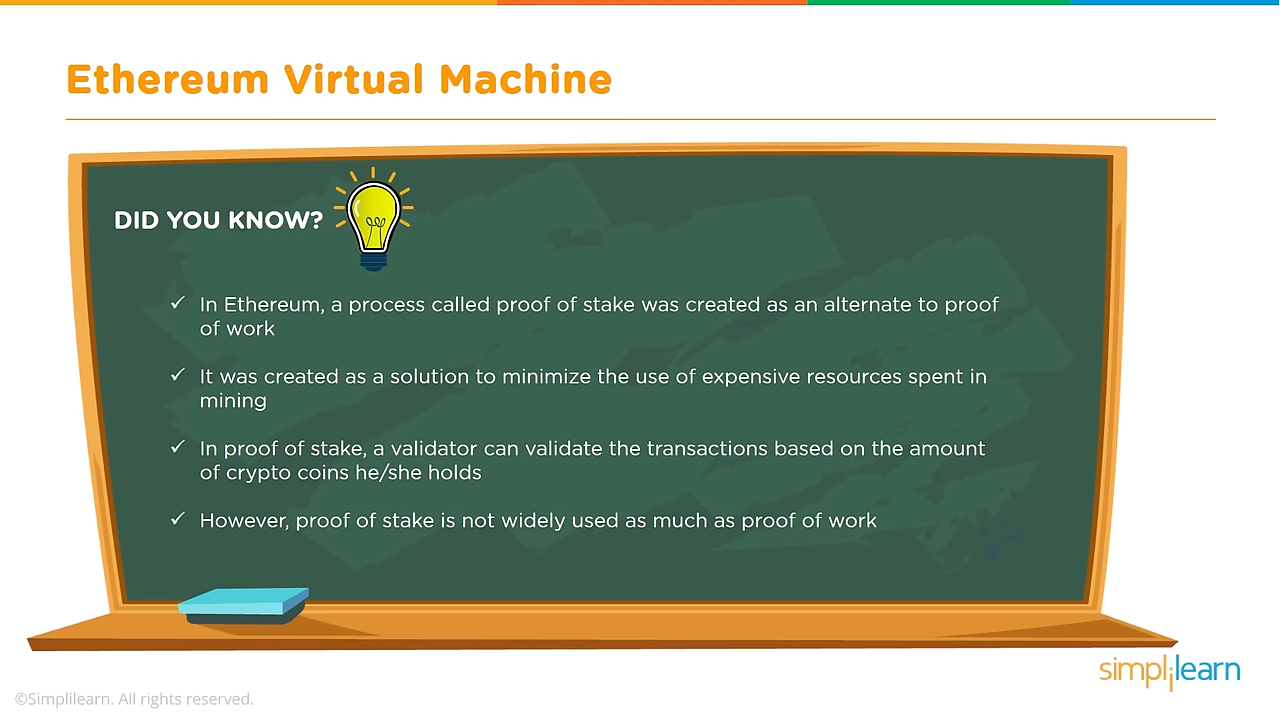 Ethereum Virtual Machine
DID YOU KNOW?
✓ In Ethereum, a process called proof of stake was created as an alternate to proof
of work
✓ It was created as a solution to minimize the use of expensive resources spent in
mining
✓ In proof of stake, a validator can validate the transactions based on the amount
of crypto coins he/she holds
✓ However, proof of stake is not widely used as much as proof of work
simplilearn
©Simplilearn. All rights reserved.